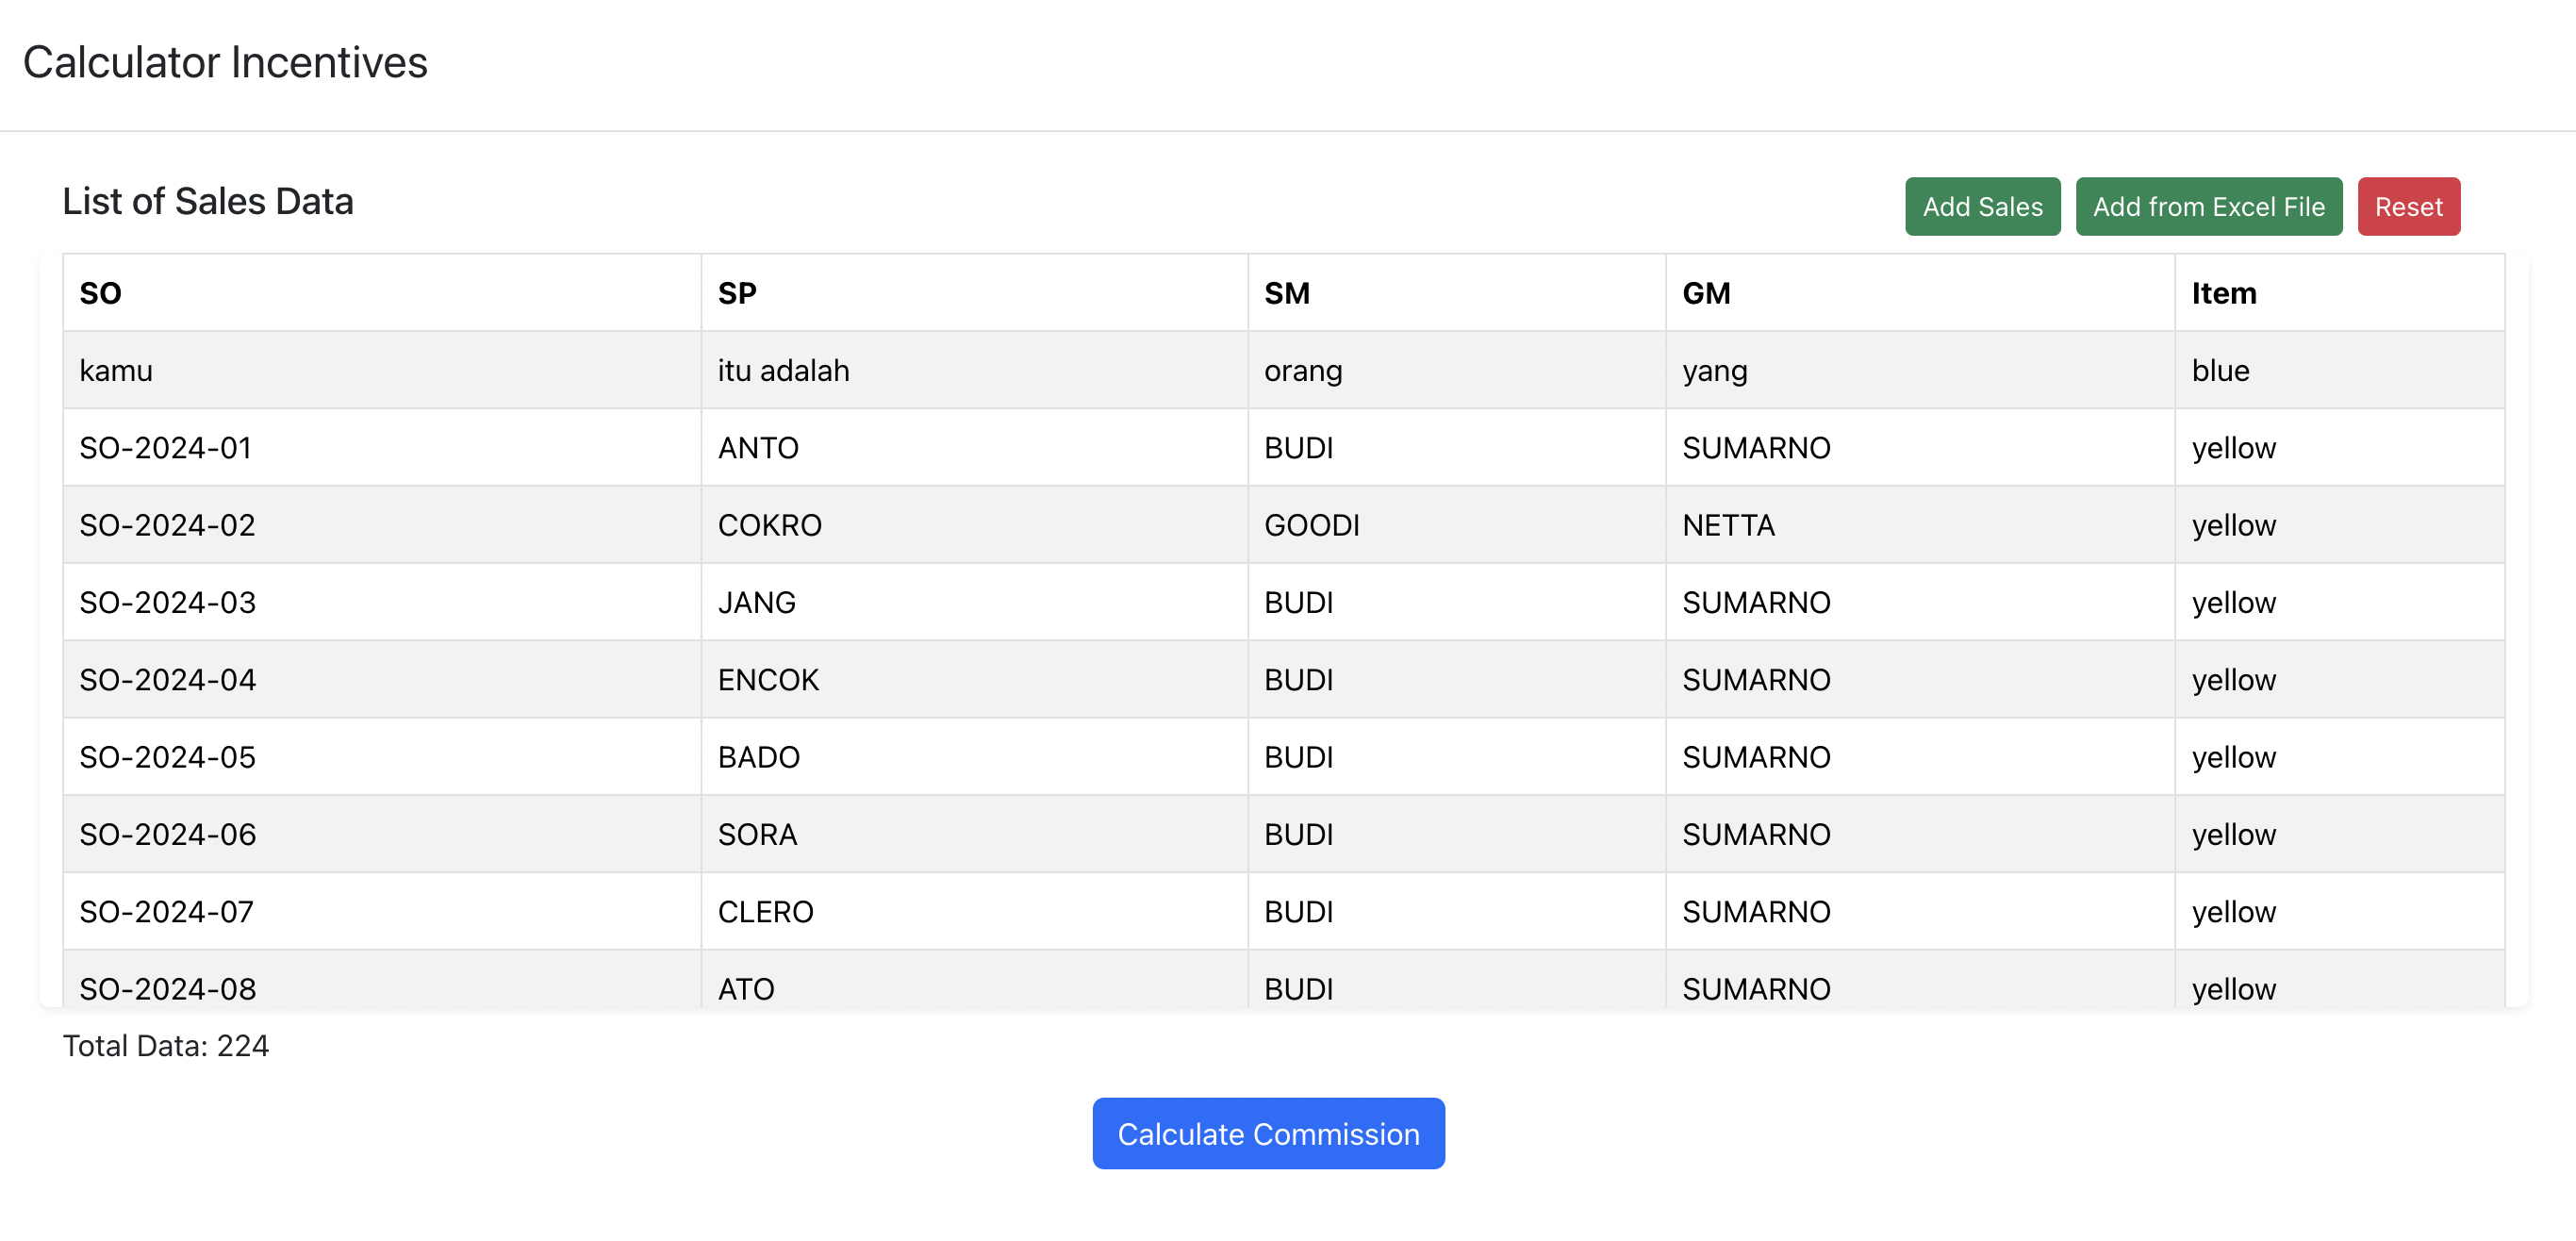 Calculator Incentives
List of Sales Data
Add Sales
Add from Excel File
Reset
SO SP SM GM Item
kamu itu adalah orang yang blue
SO-2024-01 ANTO BUDI SUMARNO yellow
SO-2024-02 COKRO GOODI NETTA yellow
SO-2024-03 JANG BUDI SUMARNO yellow
SO-2024-04 ENCOK BUDI SUMARNO yellow
SO-2024-05 BADO BUDI SUMARNO yellow
SO-2024-06 SORA BUDI SUMARNO yellow
SO-2024-07 CLERO BUDI SUMARNO yellow
SO-2024-08 ATO BUDI SUMARNO yellow
Total Data: 224
Calculate Commission